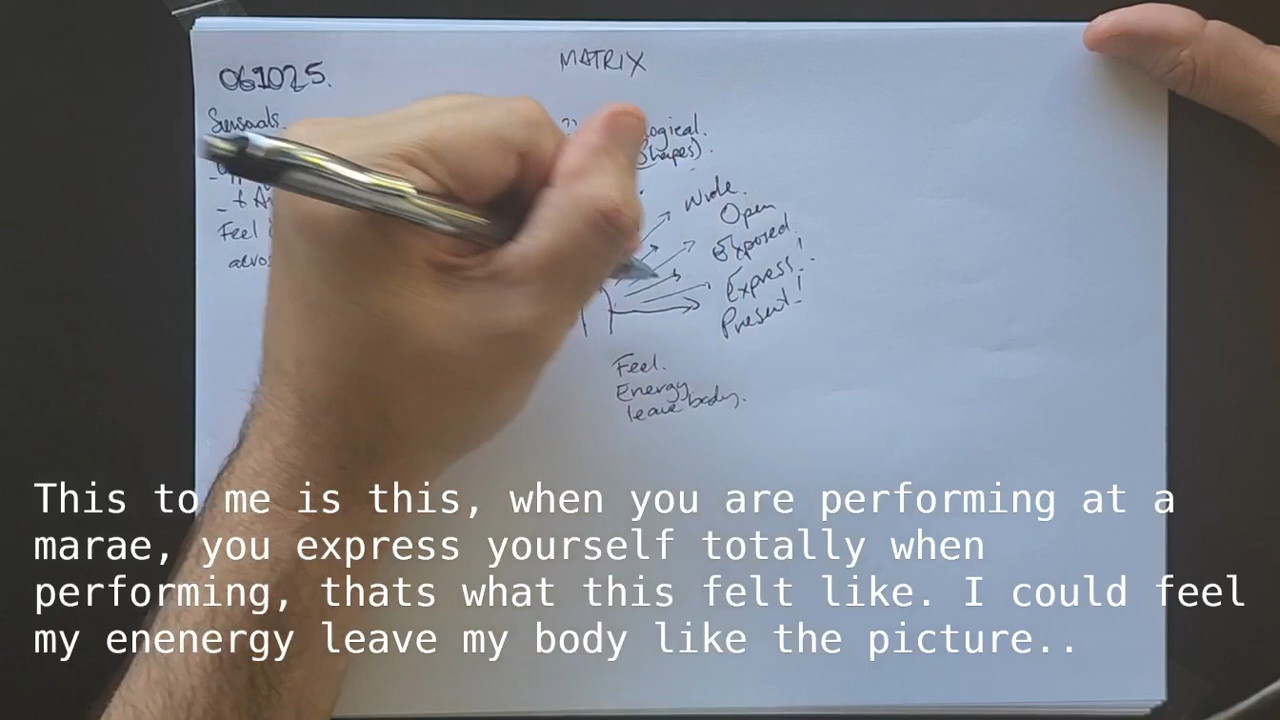 MATRIX
061025.
Sensuals.
ogical.
Shapes).
Feel
Wide.
Open
Exposed.
Express!
Present!
Feel.
Energy
leave body.
This to me is this, when you are performing at a
marae, you express yourself totally when
performing, thats what this felt like. I could feel
my enenergy leave my body like the picture..